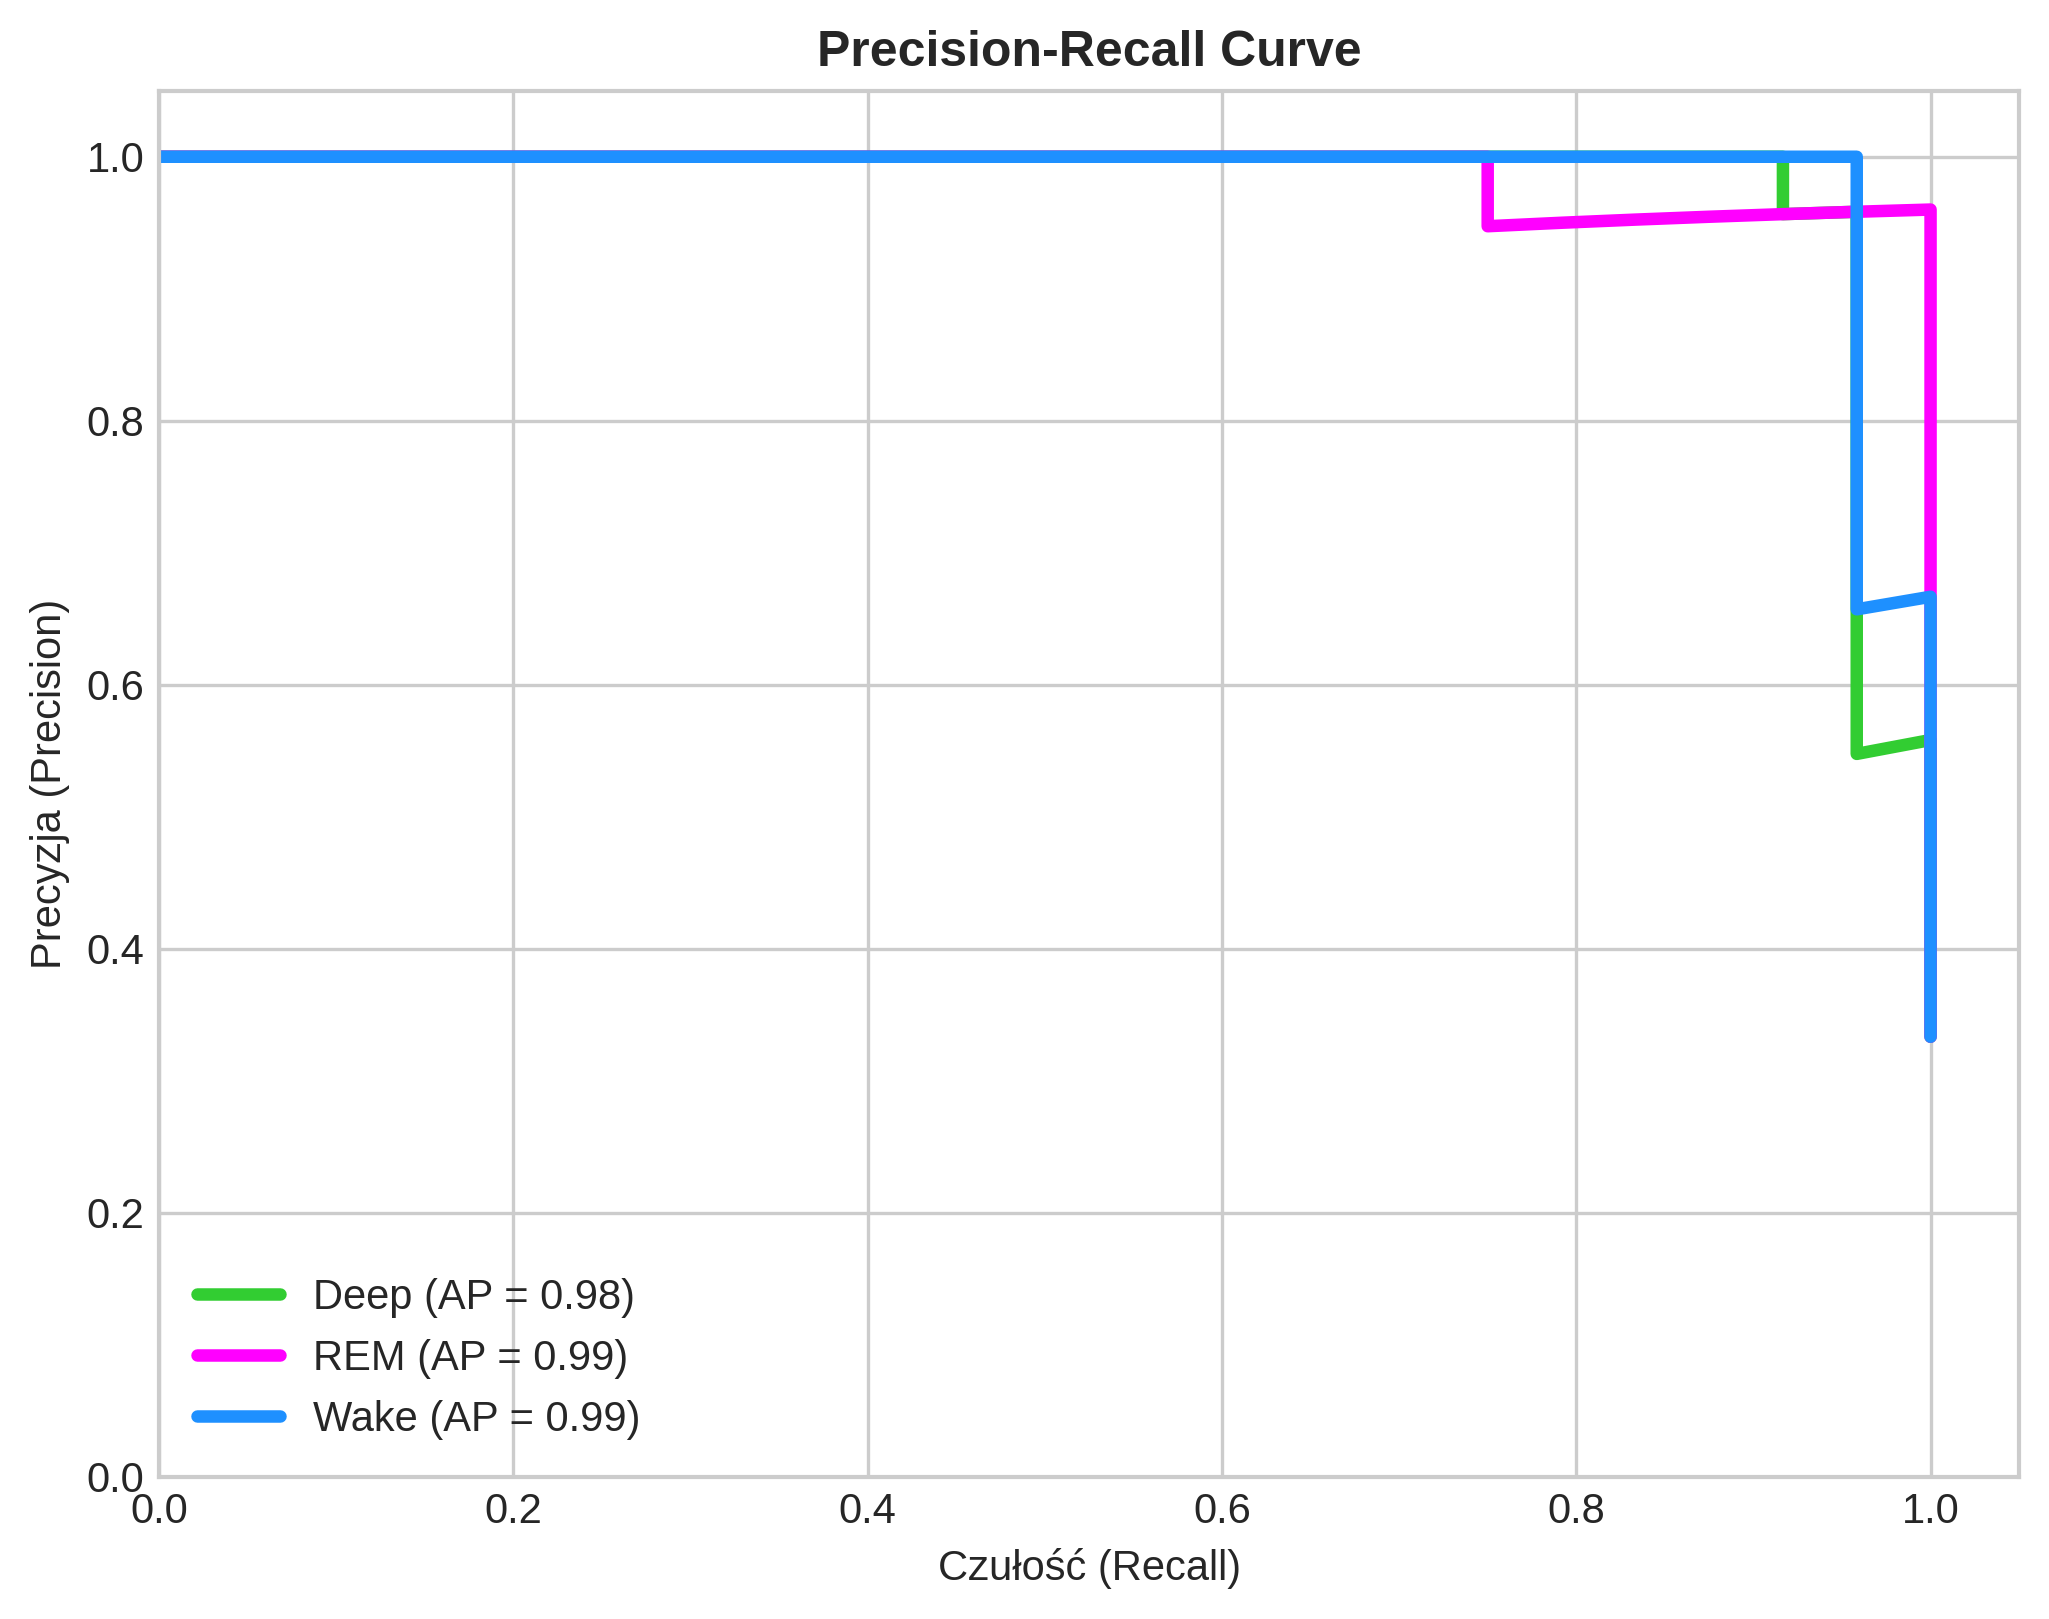 Precision-Recall Curve
Precyzja (Precision)
1.0
0.8
0.6
0.4
0.2
0.0
0.0 0.2 0.4 0.6 0.8 1.0
Czułość (Recall)
Deep (AP = 0.98)
REM (AP = 0.99)
Wake (AP = 0.99)